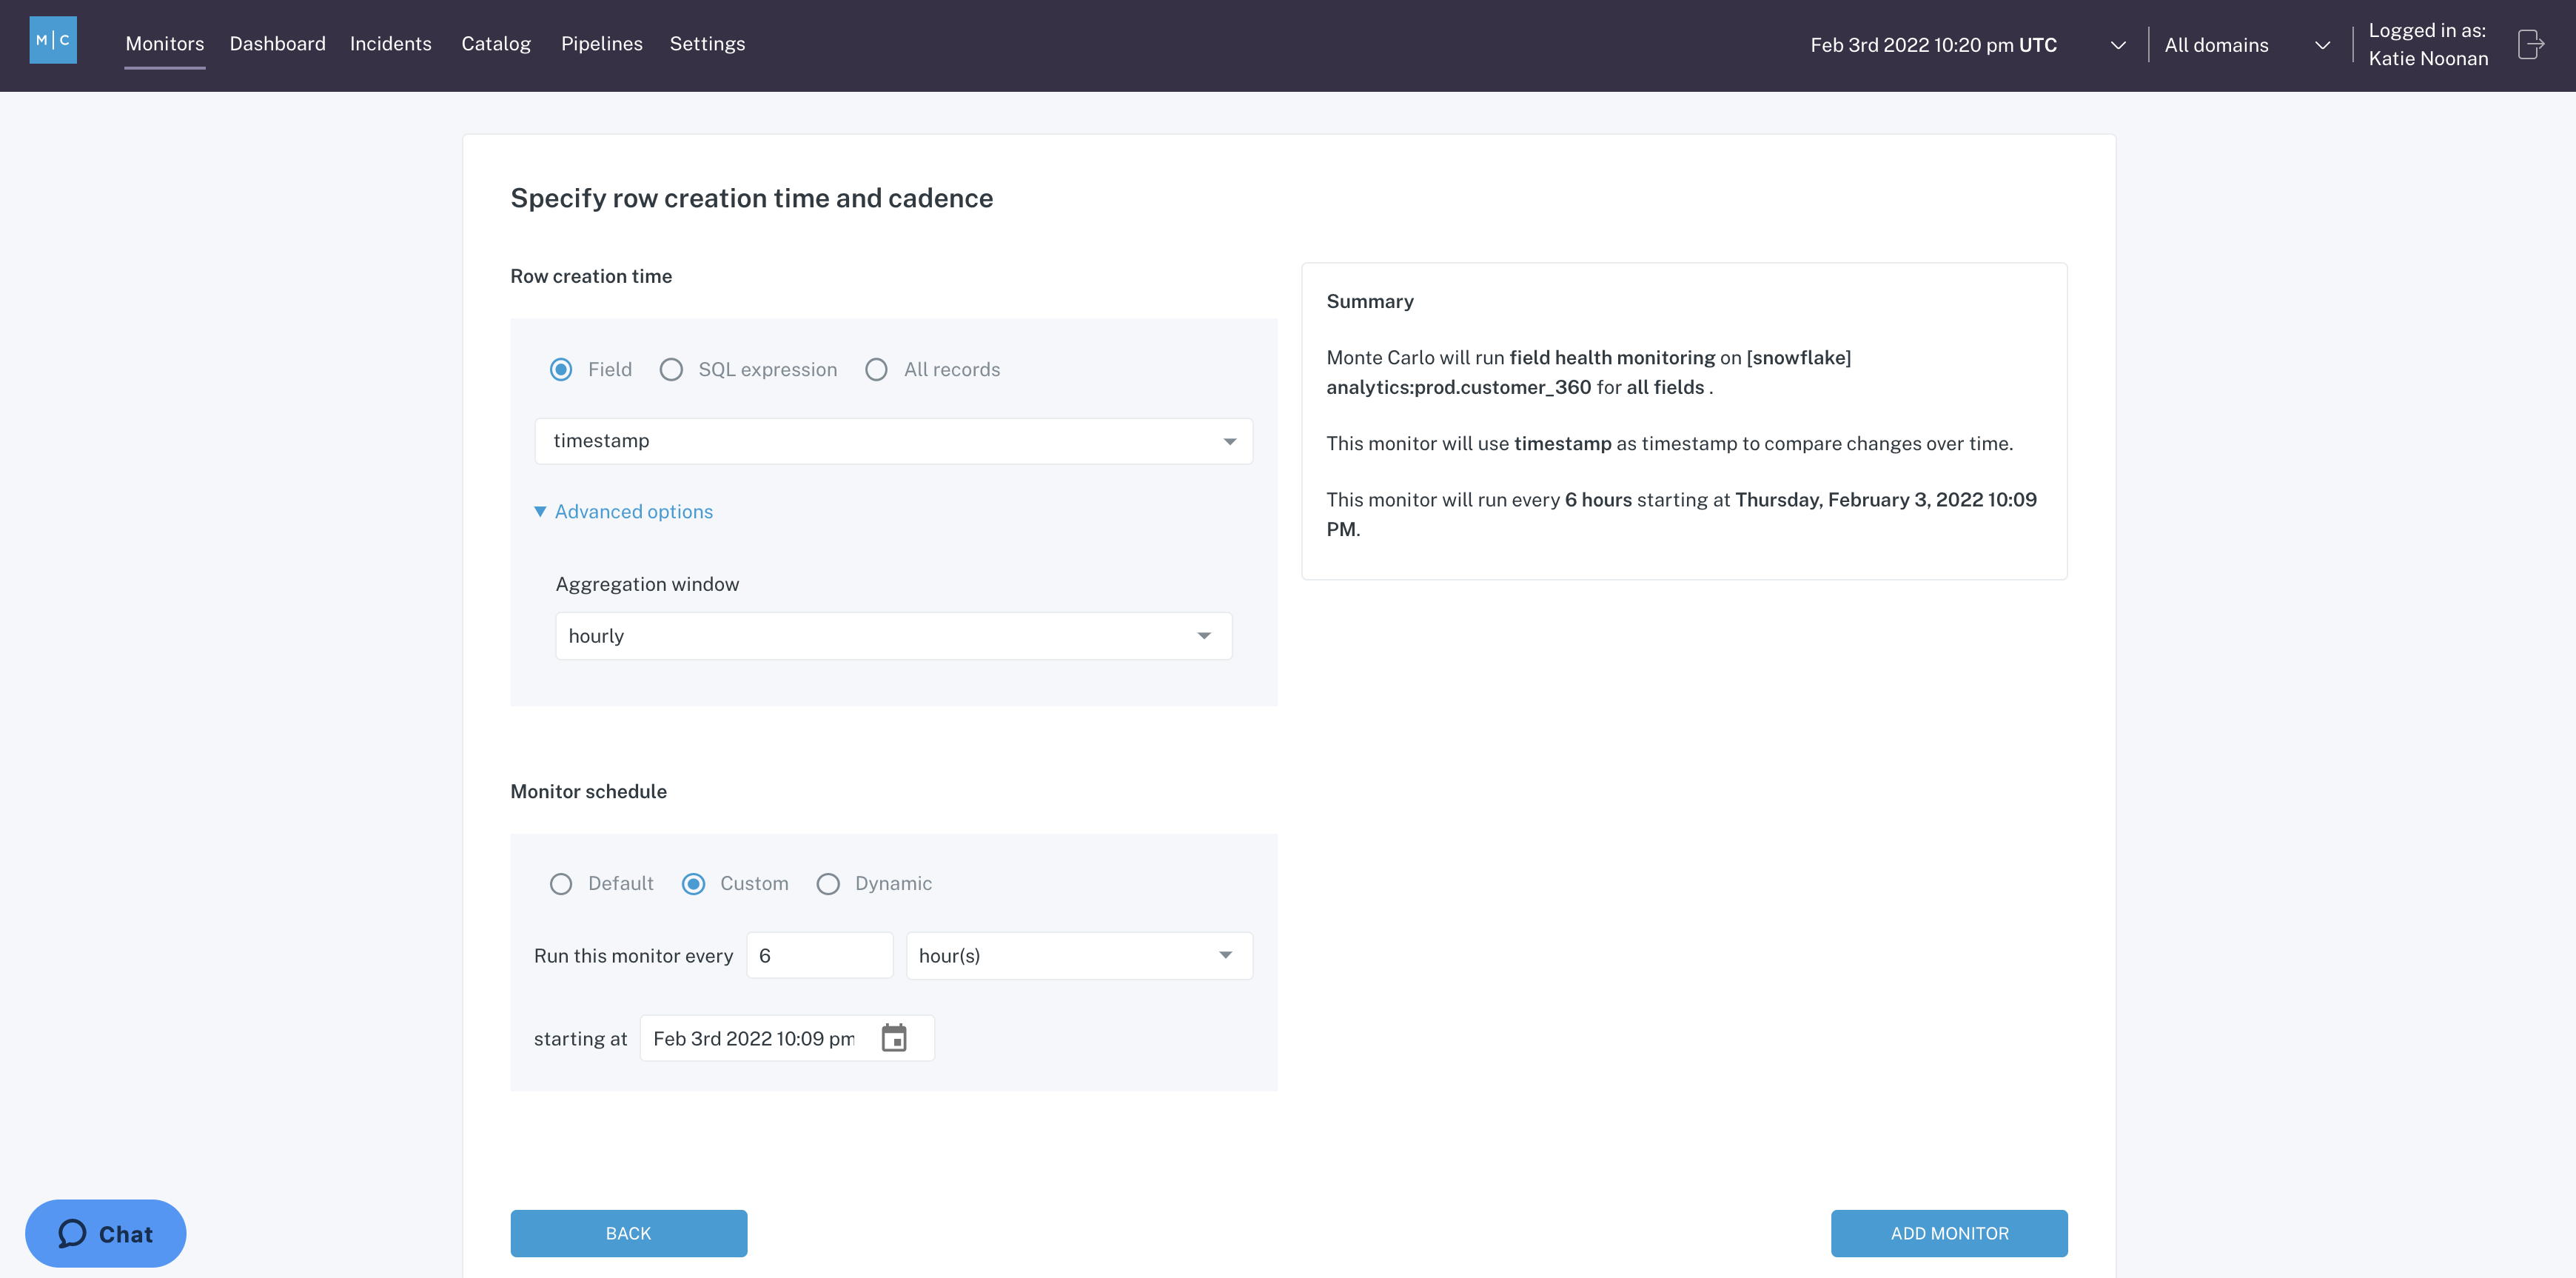 M|C
Monitors Dashboard Incidents Catalog Pipelines Settings
Feb 3rd 2022 10:20 pm UTC
All domains
Logged in as:
Katie Noonan
Specify row creation time and cadence
Row creation time
Field SQL expression All records
timestamp
Advanced options
Aggregation window
hourly
Summary
Monte Carlo will run field health monitoring on [snowflake]
analytics:prod.customer_360 for all fields .
This monitor will use timestamp as timestamp to compare changes over time.
This monitor will run every 6 hours starting at Thursday, February 3, 2022 10:09
PM.
Monitor schedule
Default Custom Dynamic
Run this monitor every 6 hour(s)
starting at Feb 3rd 2022 10:09 pm
BACK
ADD MONITOR
Chat